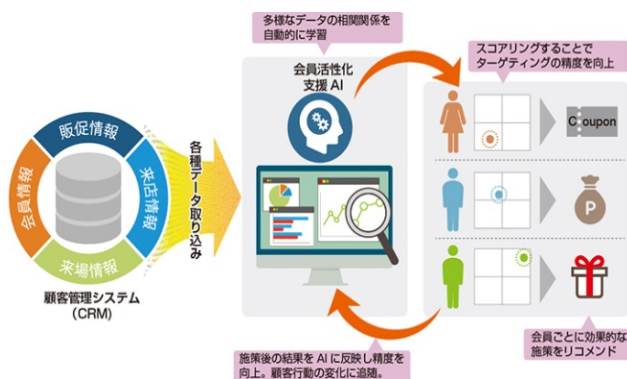 多様なデータの相関関係を
自動的に学習
スコアリングすることで
ターゲティングの精度を向上
会員活性化
支援 AI
販促情報
会員情報
来店情報
来場情報
各種データ取り込み
顧客管理システム
（CRM）
Coupon
P
施策後の結果を AI に反映し精度を
向上。顧客行動の変化に追随。
会員ごとに効果的な
施策をリコメンド